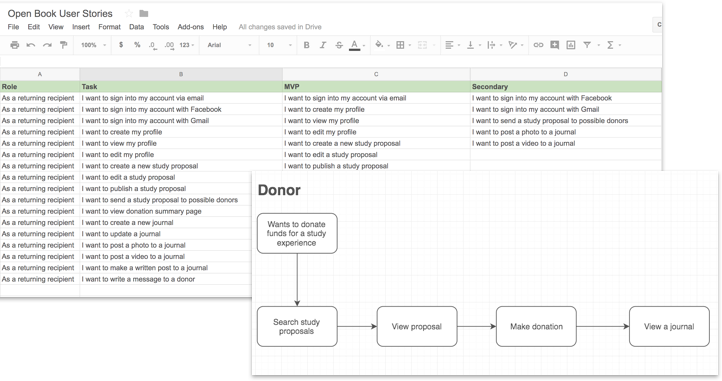 Open Book User Stories
File Edit View Insert Format Data Tools Add-ons Help All changes saved in Drive
100% $ % .0 .00 123 Arial 10 B I S A
A B C D
Role Task MVP Secondary
As a returning recipient I want to sign into my account via email I want to sign into my account via email I want to sign into my account with Facebook
As a returning recipient I want to sign into my account with Facebook I want to create my profile I want to sign into my account with Gmail
As a returning recipient I want to sign into my account with Gmail I want to view my profile I want to send a study proposal to possible donors
As a returning recipient I want to create my profile I want to edit my profile I want to post a photo to a journal
As a returning recipient I want to view my profile I want to create a new study proposal I want to post a video to a journal
As a returning recipient I want to edit my profile I want to edit a study proposal
As a returning recipient I want to create a new study proposal I want to publish a study proposal
As a returning recipient I want to edit a study proposal
As a returning recipient I want to publish a study proposal
As a returning recipient I want to send a study proposal to possible donors
As a returning recipient I want to view donation summary page
As a returning recipient I want to create a new journal
As a returning recipient I want to update a journal
As a returning recipient I want to post a photo to a journal
As a returning recipient I want to post a video to a journal
As a returning recipient I want to make a written post to a journal
As a returning recipient I want to write a message to a donor
Donor
Wants to donate
funds for a study
experience
Search study
proposals
View proposal
Make donation
View a journal